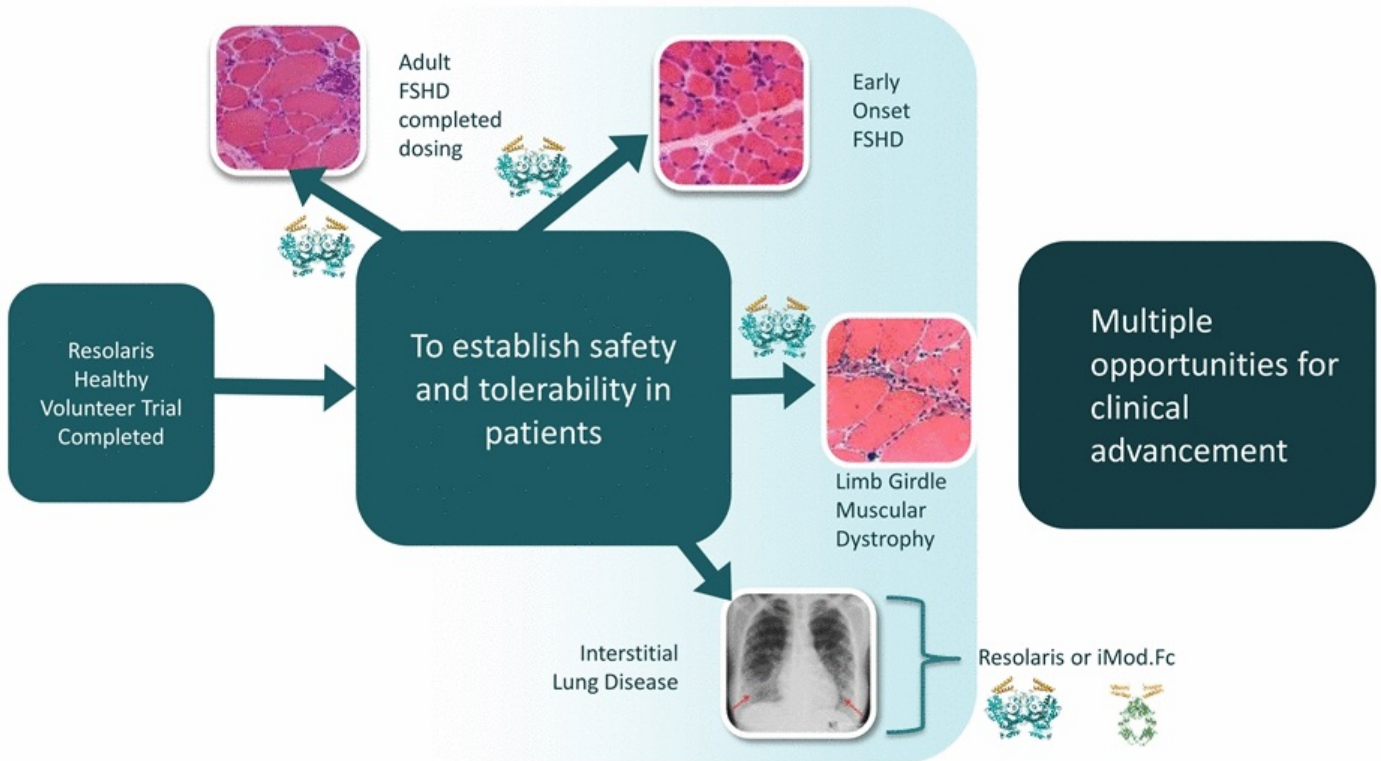 Adult
FSHD
completed
dosing
Early
Onset
FSHD
Resolaris
Healthy
Volunteer Trial
Completed
To establish safety
and tolerability in
patients
Multiple
opportunities for
clinical
advancement
Limb Girdle
Muscular
Dystrophy
Interstitial
Lung Disease
Resolaris or iMod.Fc